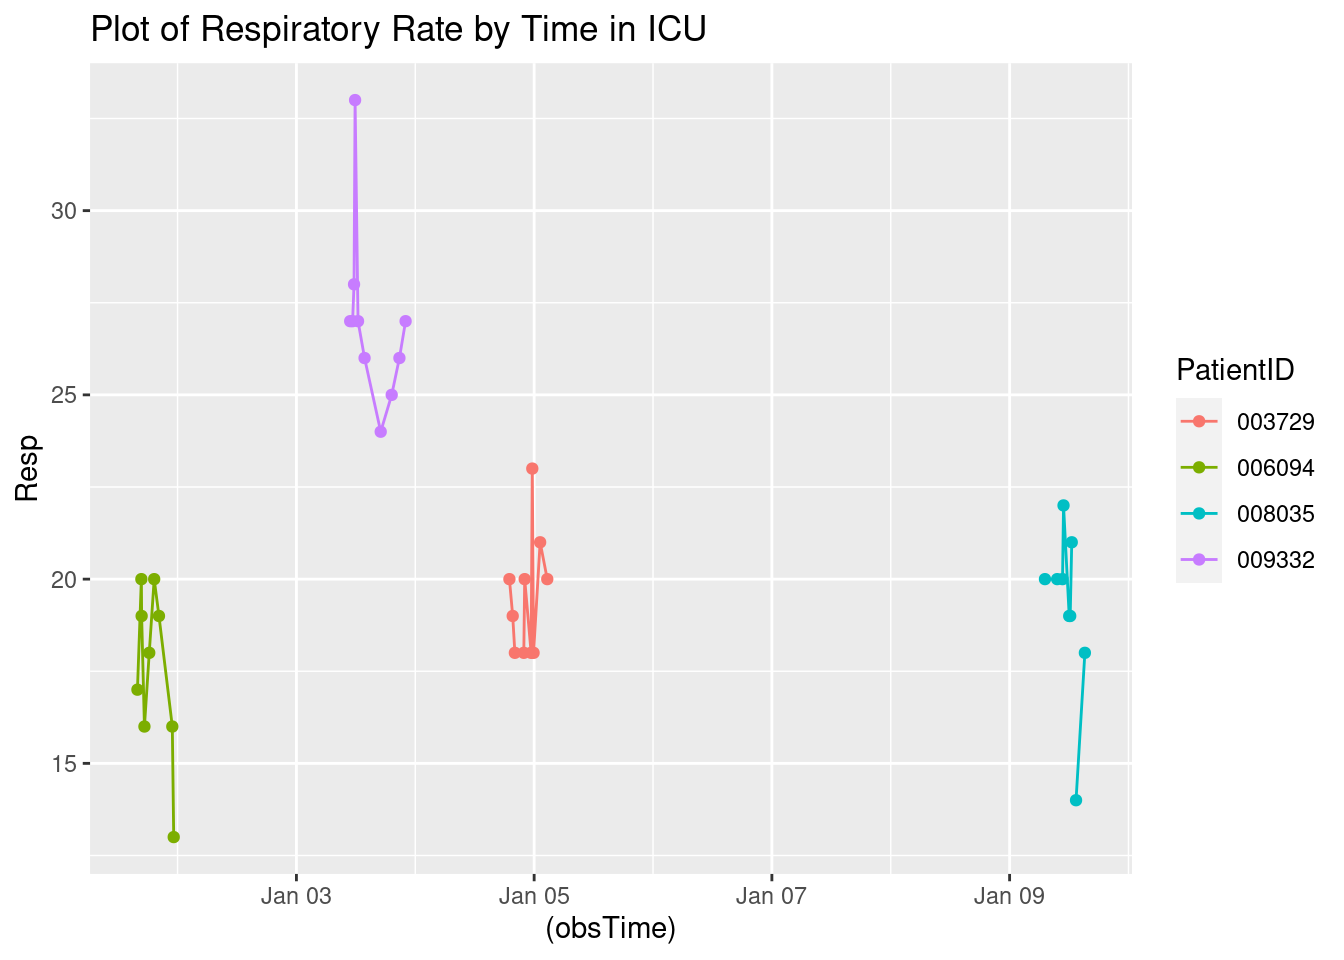 Plot of Respiratory Rate by Time in ICU
30
25
20
15
Resp
Jan 03
Jan 05
Jan 07
Jan 09
(obsTime)
PatientID
003729
006094
008035
009332